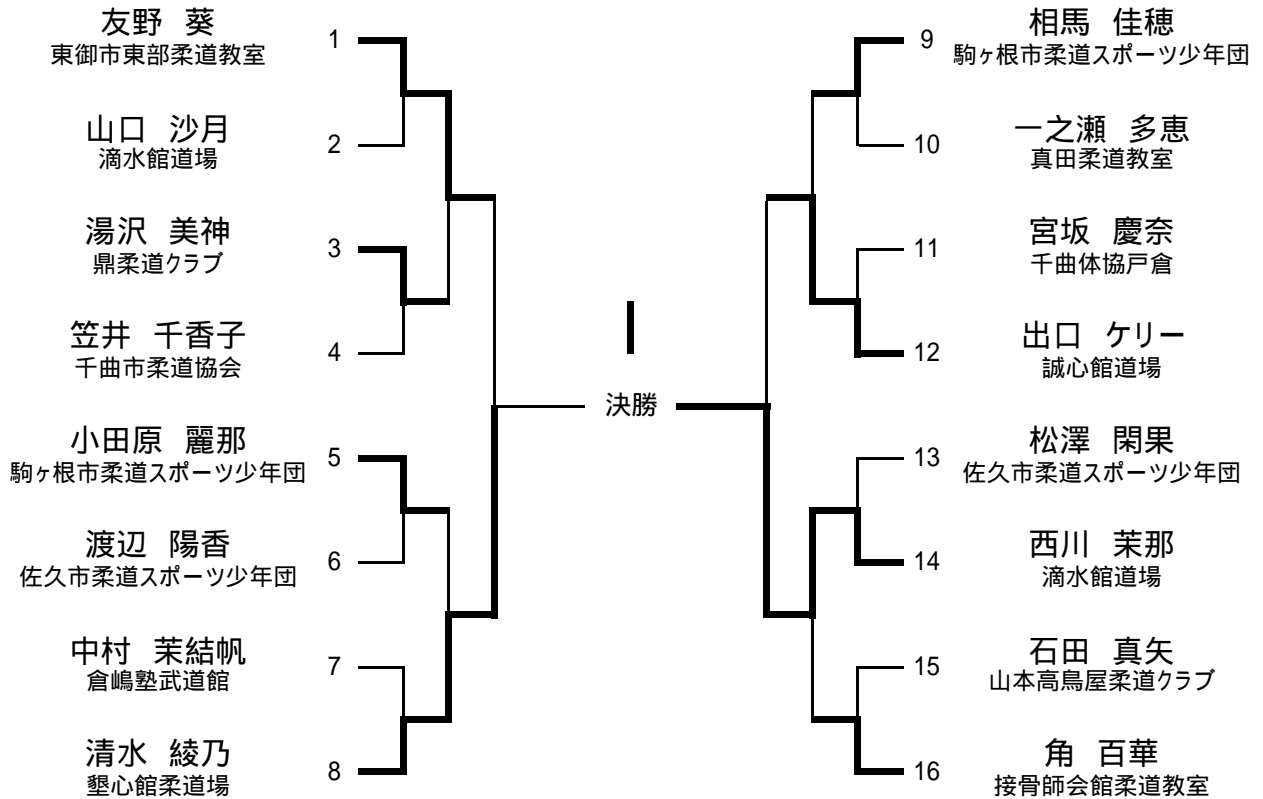 友野 葵
東御市東部柔道教室
1
山口 沙月
滴水館道場
2
湯沢 美神
鼎柔道クラブ
3
笠井 千香子
千曲市柔道協会
4
小田原 麗那
駒ヶ根市柔道スポーツ少年団
5
渡辺 陽香
佐久市柔道スポーツ少年団
6
中村 茉結帆
倉嶋塾武道館
7
清水 綾乃
墾心館柔道場
8
決勝
相馬 佳穂
9
駒ヶ根市柔道スポーツ少年団
一之瀬 多恵
10
真田柔道教室
宮坂 慶奈
11
千曲体協戸倉
出口 ケリー
12
誠心館道場
松澤 閑果
13
佐久市柔道スポーツ少年団
西川 茉那
14
滴水館道場
石田 真矢
15
山本高鳥屋柔道クラブ
角 百華
16
接骨師会館柔道教室